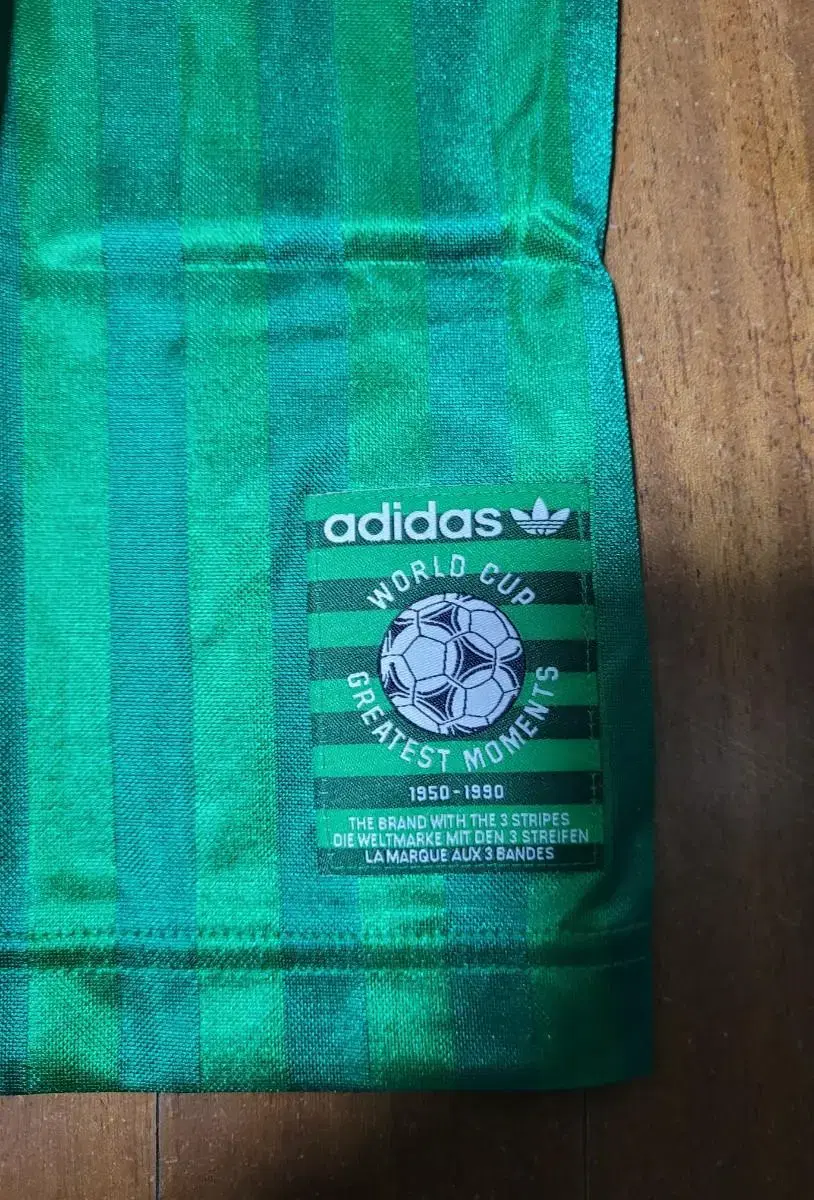 adidas
WORLD CUP
GREATEST MOMENTS
1950-1990
THE BRAND WITH THE 3 STRIPES
DIE WELTMARKE MIT DEN 3 STREIFEN
LA MARQUE AUX 3 BANDES